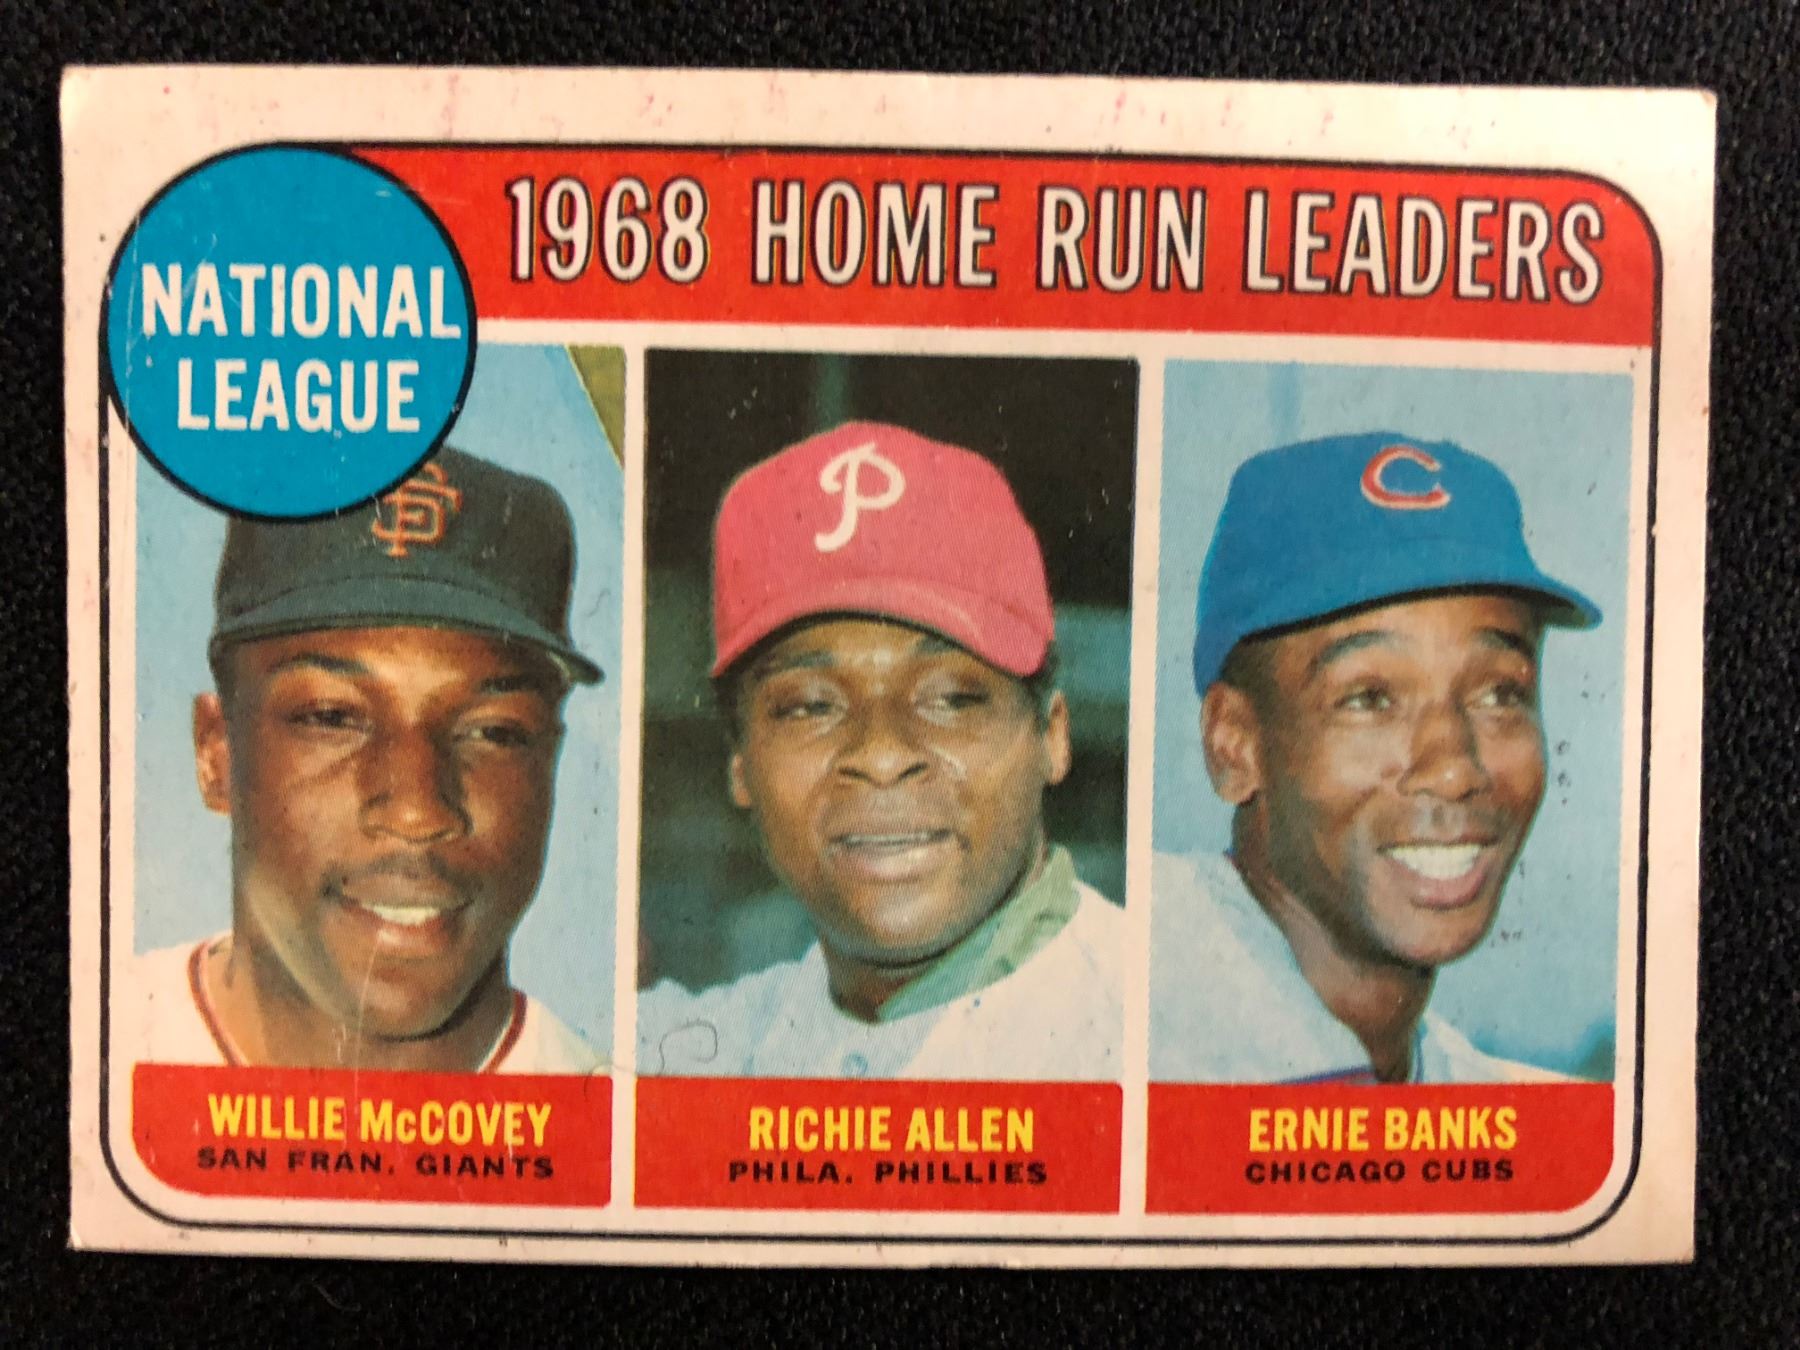 1968 HOME RUN LEADERS
NATIONAL
LEAGUE
SF
P
C
WILLIE McCOVEY
SAN FRAN. GIANTS
RICHIE ALLEN
PHILA. PHILLIES
ERNIE BANKS
CHICAGO CUBS